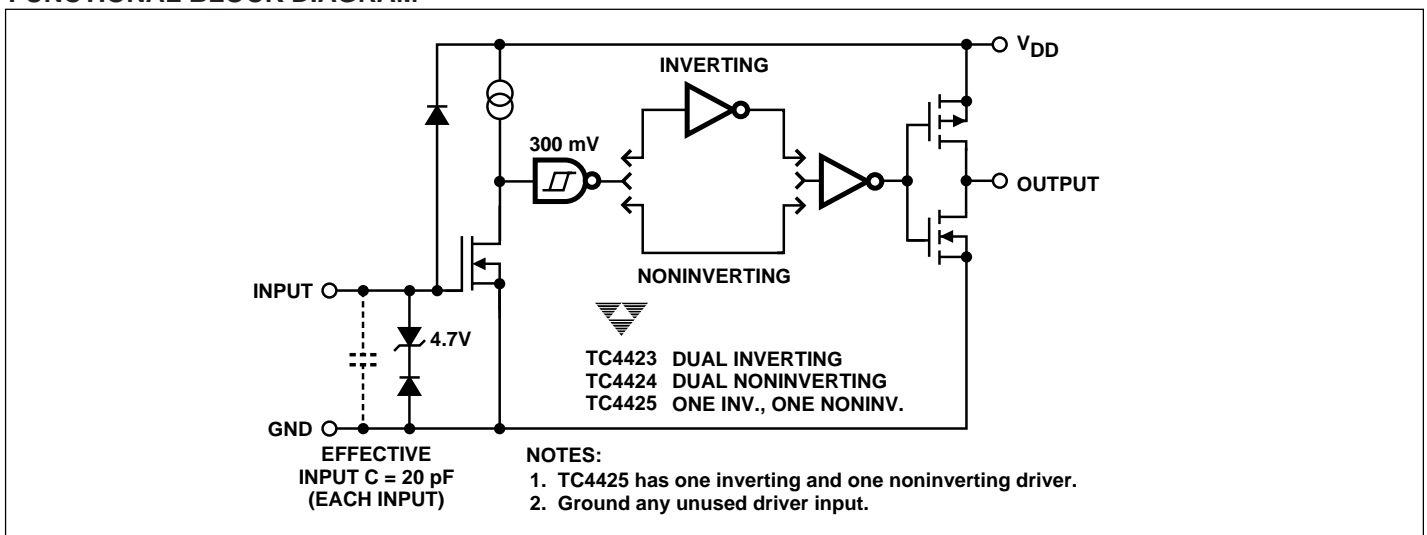 VDD
INVERTING
300 mV
OUTPUT
NONINVERTING
INPUT
4.7V
TC4423 DUAL INVERTING
TC4424 DUAL NONINVERTING
TC4425 ONE INV., ONE NONINV.
GND
EFFECTIVE
INPUT C = 20 pF
(EACH INPUT)
NOTES:
1. TC4425 has one inverting and one noninverting driver.
2. Ground any unused driver input.